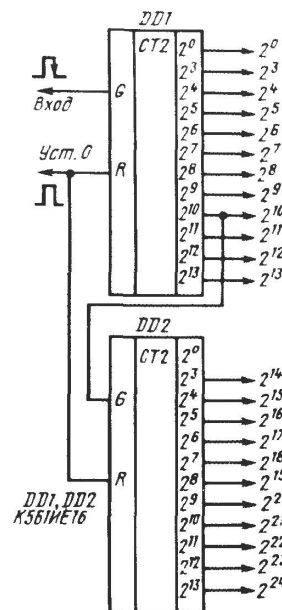 DD1
CT2 2⁰ 2⁰
2³ 2³
G 2⁴ 2⁴
Вход 2⁵ 2⁵
2⁶ 2⁶
Уст. 0 2⁷ 2⁷
R 2⁸ 2⁸
2⁹ 2⁹
2¹⁰ 2¹⁰
2¹¹ 2¹¹
2¹² 2¹²
2¹³ 2¹³
DD2
CT2 2⁰
2³ 2¹⁴
G 2⁴ 2¹⁵
2⁵ 2¹⁶
2⁶ 2¹⁷
2⁷ 2¹⁸
R 2⁸
2⁹ 2²
2¹⁰ 2²¹
2¹¹ 2²²
2¹² 2²³
2¹³ 2²⁴
DD1, DD2
К561ИЕ16